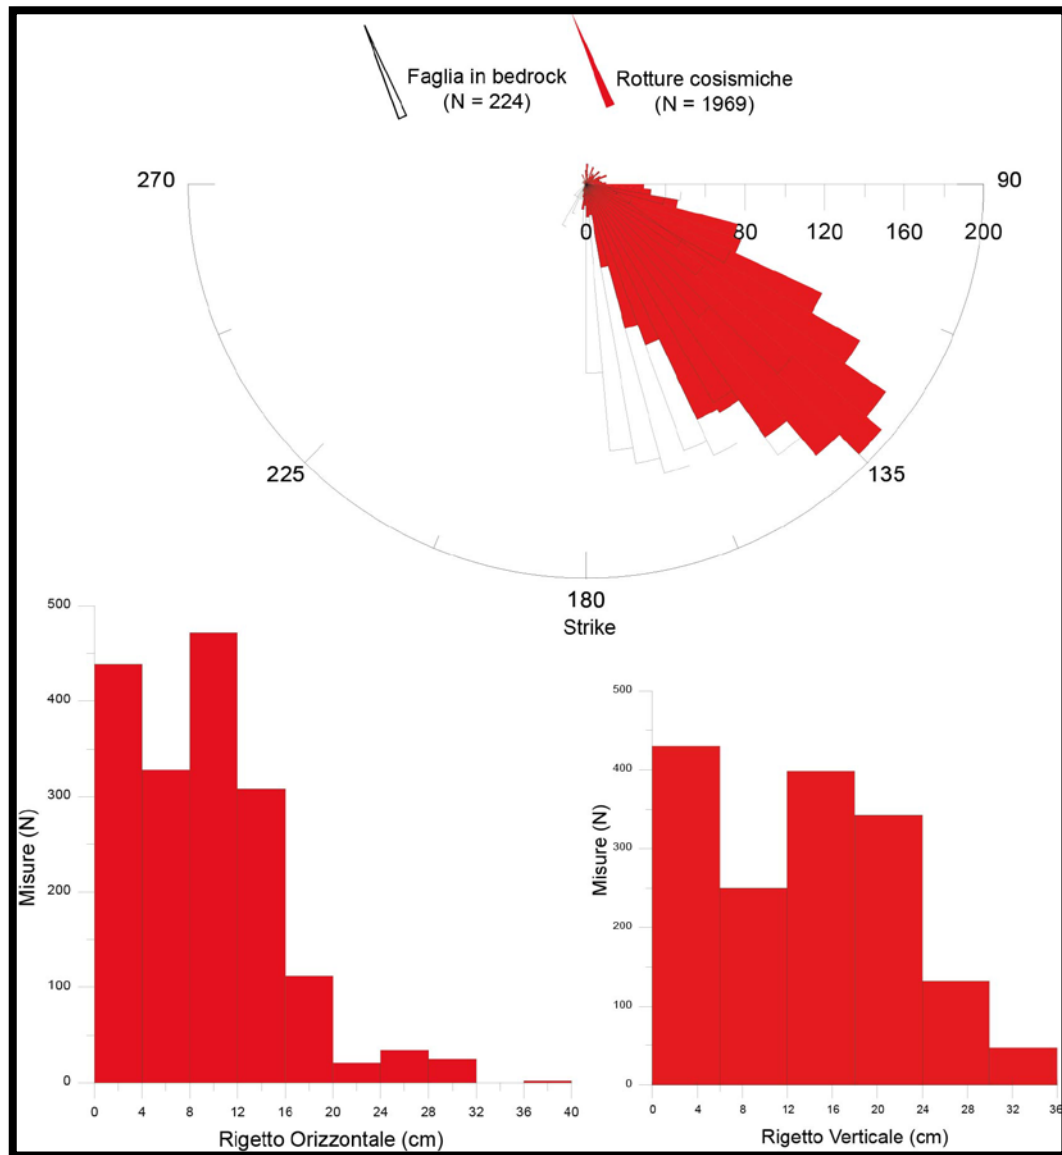 Faglia in bedrock
(N = 224)
Rotture cosismiche
(N = 1969)
270
90
0 80 120 160 200
225
135
180
Strike
500
400
300
200
100
0
Misure (N)
0 4 8 12 16 20 24 28 32 36 40
Rigetto Orizzontale (cm)
500
400
300
200
100
0
Misure (N)
0 4 8 12 16 20 24 28 32 36
Rigetto Verticale (cm)